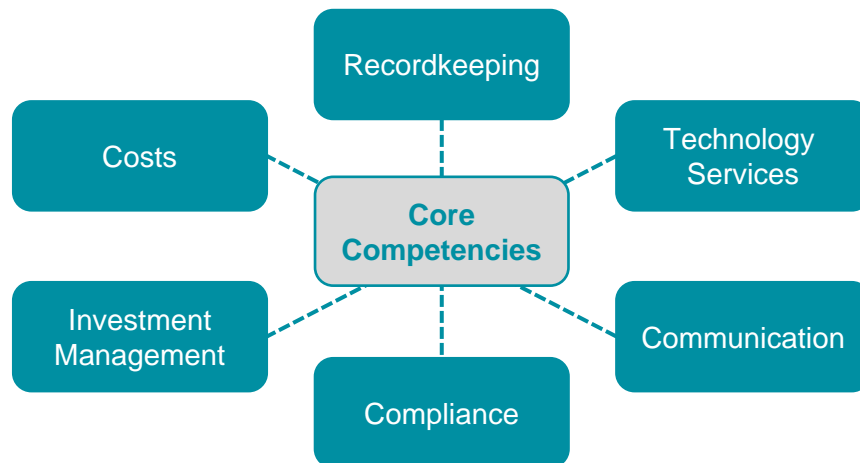 Recordkeeping
Costs
Technology
Services
Core
Competencies
Investment
Management
Communication
Compliance